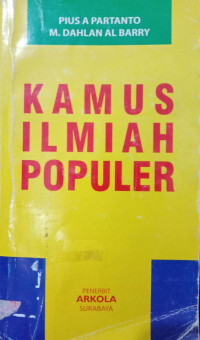 PIUS A PARTANTO
M. DAHLAN AL BARRY
KAMUS
ILMIAH
POPULER
PENERBIT
ARKOLA
SURABAYA